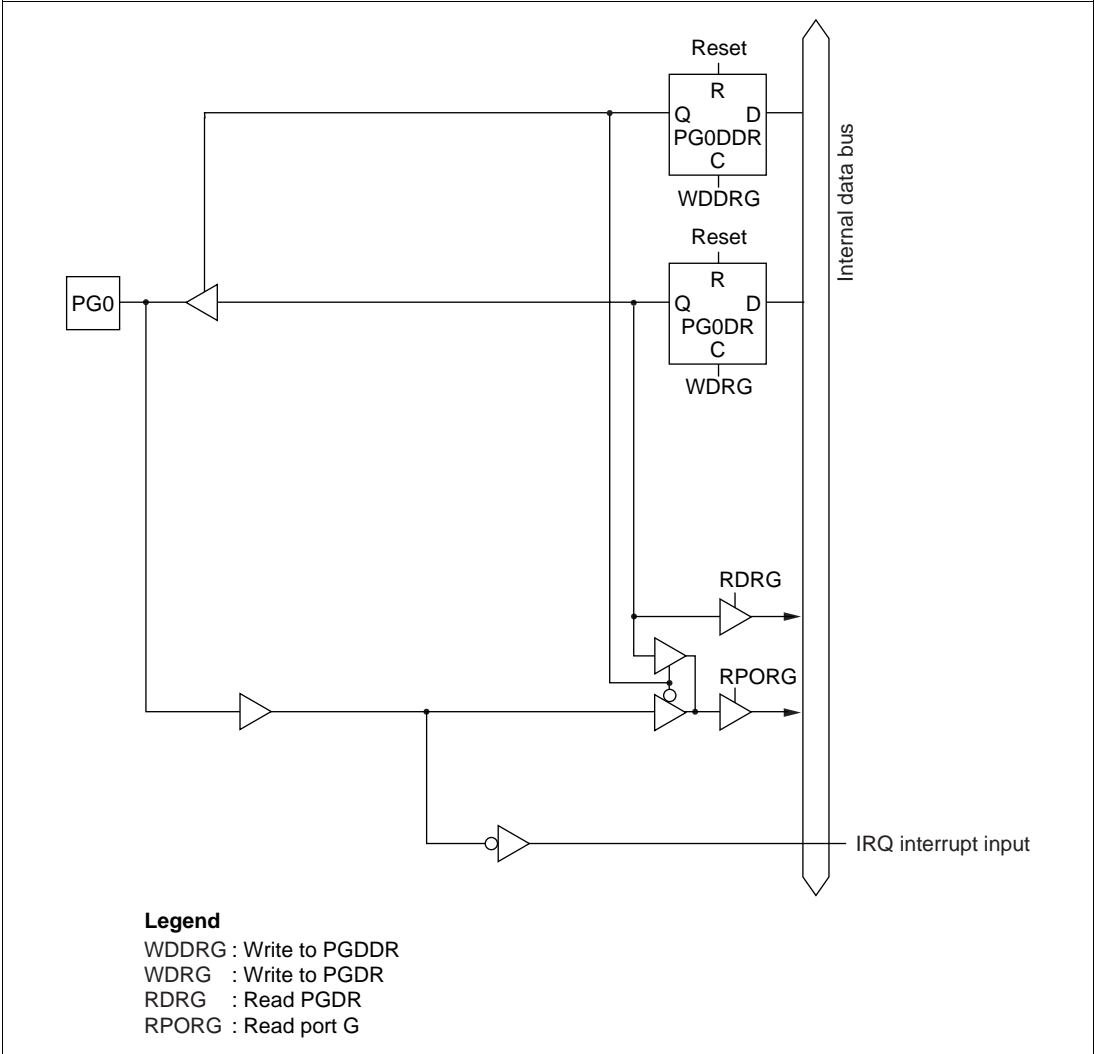 Reset
R
Q D
PG0DDR
C
WDDRG
Internal data bus
Reset
R
PG0
Q D
PG0DR
C
WDRG
RDRG
RPORG
IRQ interrupt input
Legend
WDDRG : Write to PGDDR
WDRG : Write to PGDR
RDRG : Read PGDR
RPORG : Read port G